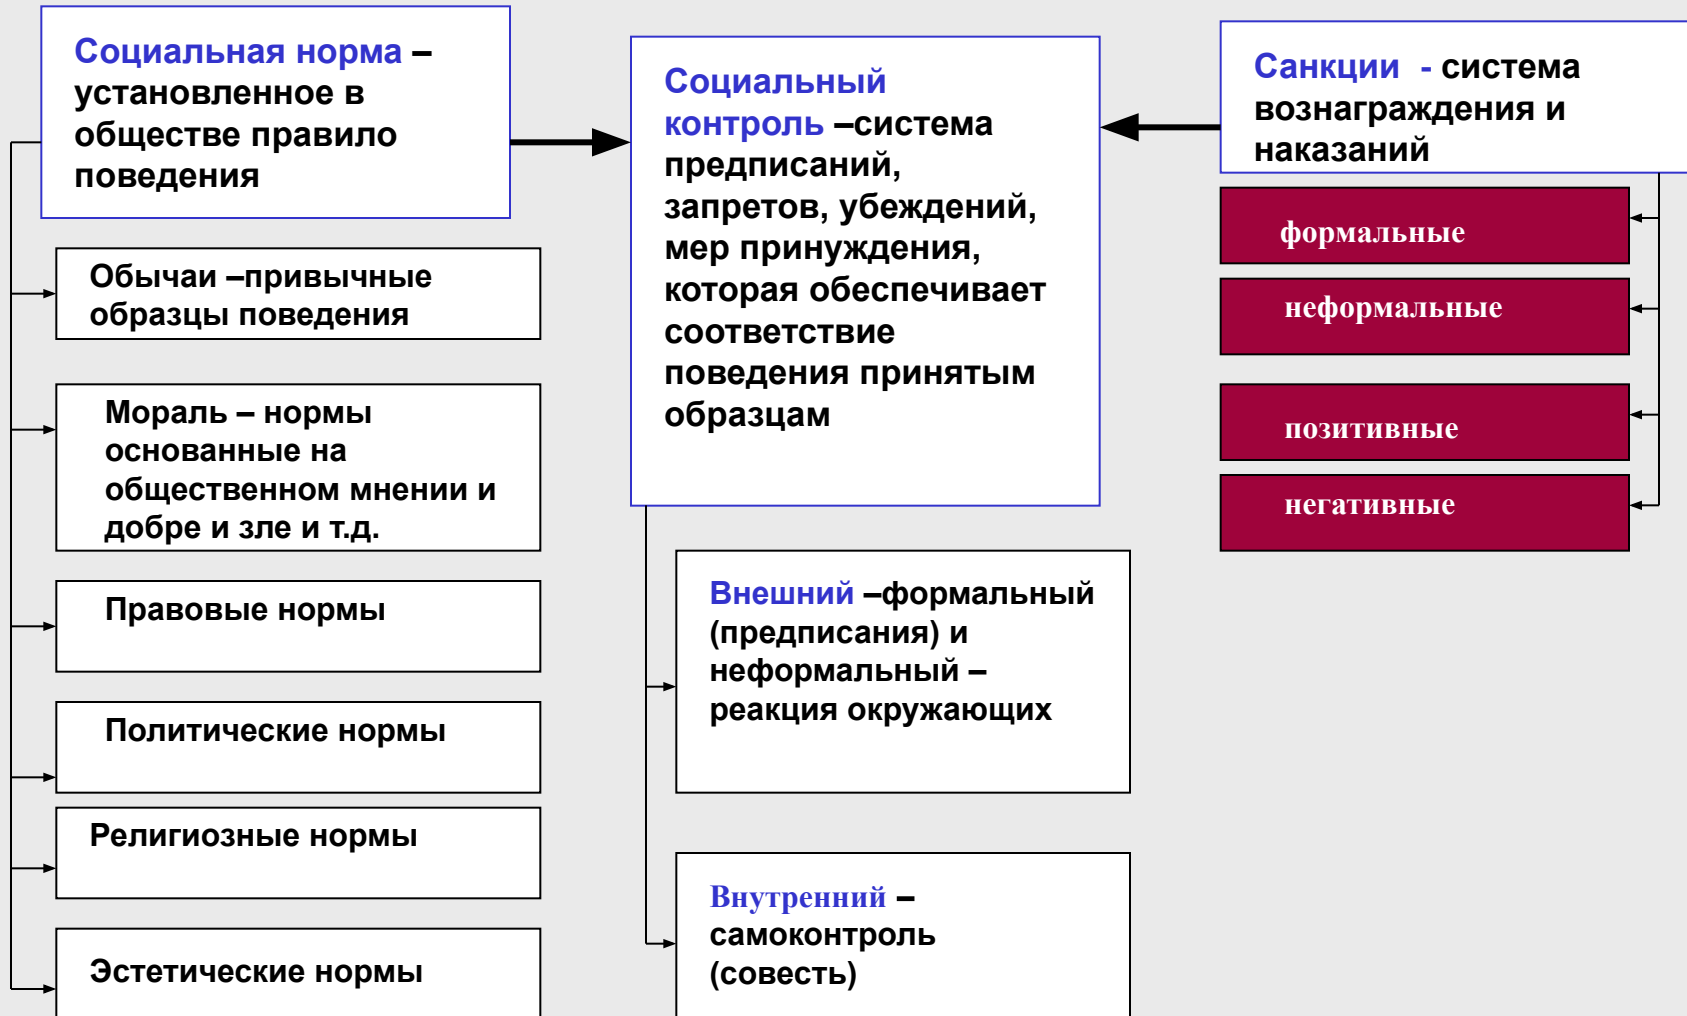 Социальная норма –
установленное в
обществе правило
поведения
Обычаи –привычные
образцы поведения
Мораль – нормы
основанные на
общественном мнении и
добре и зле и т.д.
Правовые нормы
Политические нормы
Религиозные нормы
Эстетические нормы
Социальный
контроль –система
предписаний,
запретов, убеждений,
мер принуждения,
которая обеспечивает
соответствие
поведения принятым
образцам
Внешний –формальный
(предписания) и
неформальный –
реакция окружающих
Внутренний –
самоконтроль
(совесть)
Санкции - система
вознаграждения и
наказаний
формальные
неформальные
позитивные
негативные